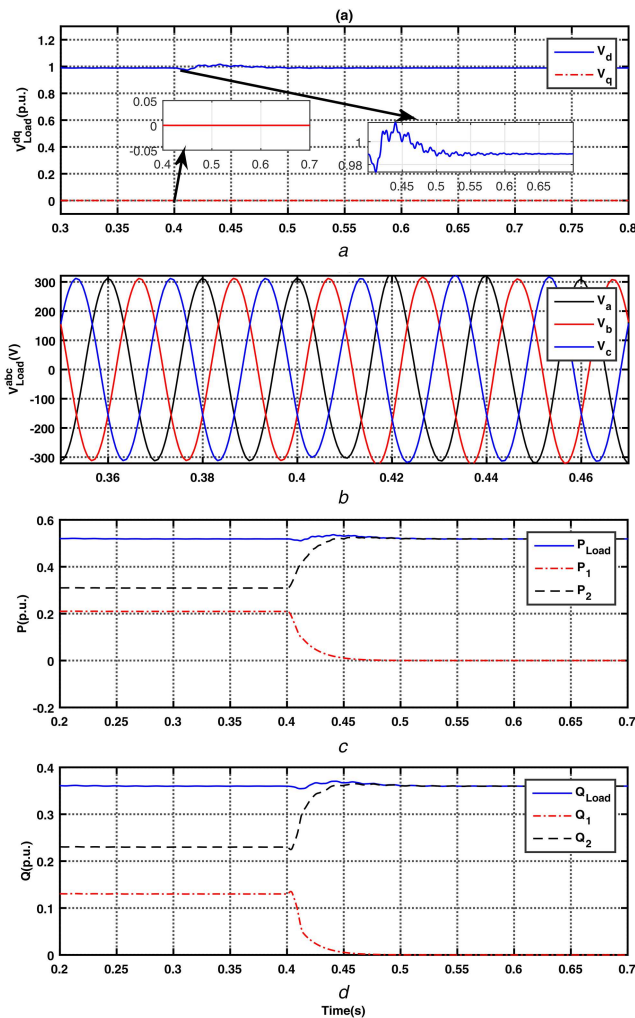 (a)
V_Load^dq(p.u.)
1.2
1
0.8
0.6
0.4
0.2
0
0.3 0.35 0.4 0.45 0.5 0.55 0.6 0.65 0.7 0.75 0.8
V_d
V_q
0.05
0
-0.05
0.4 0.5 0.6 0.7
1
0.98
0.45 0.5 0.55 0.6 0.65
a
V_Load^abc(V)
300
200
100
0
-100
-200
-300
0.36 0.38 0.4 0.42 0.44 0.46
V_a
V_b
V_c
b
P(p.u.)
0.6
0.4
0.2
0
-0.2
0.2 0.25 0.3 0.35 0.4 0.45 0.5 0.55 0.6 0.65 0.7
P_Load
P_1
P_2
c
Q(p.u.)
0.4
0.3
0.2
0.1
0
0.2 0.25 0.3 0.35 0.4 0.45 0.5 0.55 0.6 0.65 0.7
Q_Load
Q_1
Q_2
d
Time(s)